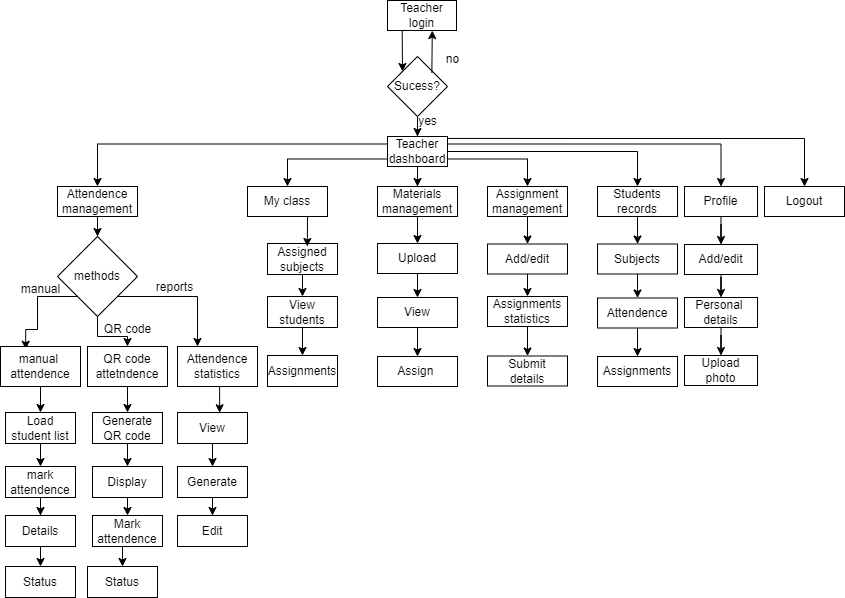 Teacher
login
no
Sucess?
yes
Teacher
dashboard
Attendence
management
My class
Materials
management
Assignment
management
Students
records
Profile
Logout
methods
manual
reports
QR code
Assigned
subjects
Upload
Add/edit
Subjects
Add/edit
View
students
View
Assignments
statistics
Attendence
Personal
details
manual
attendence
QR code
attetndence
Attendence
statistics
Assignments
Assign
Submit
details
Assignments
Upload
photo
Load
student list
Generate
QR code
View
mark
attendence
Display
Generate
Details
Mark
attendence
Edit
Status
Status